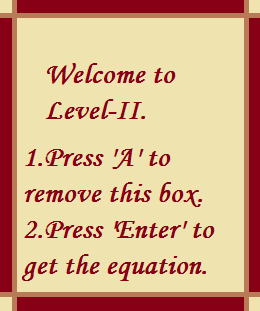 Welcome to
Level-II.
1.Press 'A' to
remove this box.
2.Press 'Enter' to
get the equation.